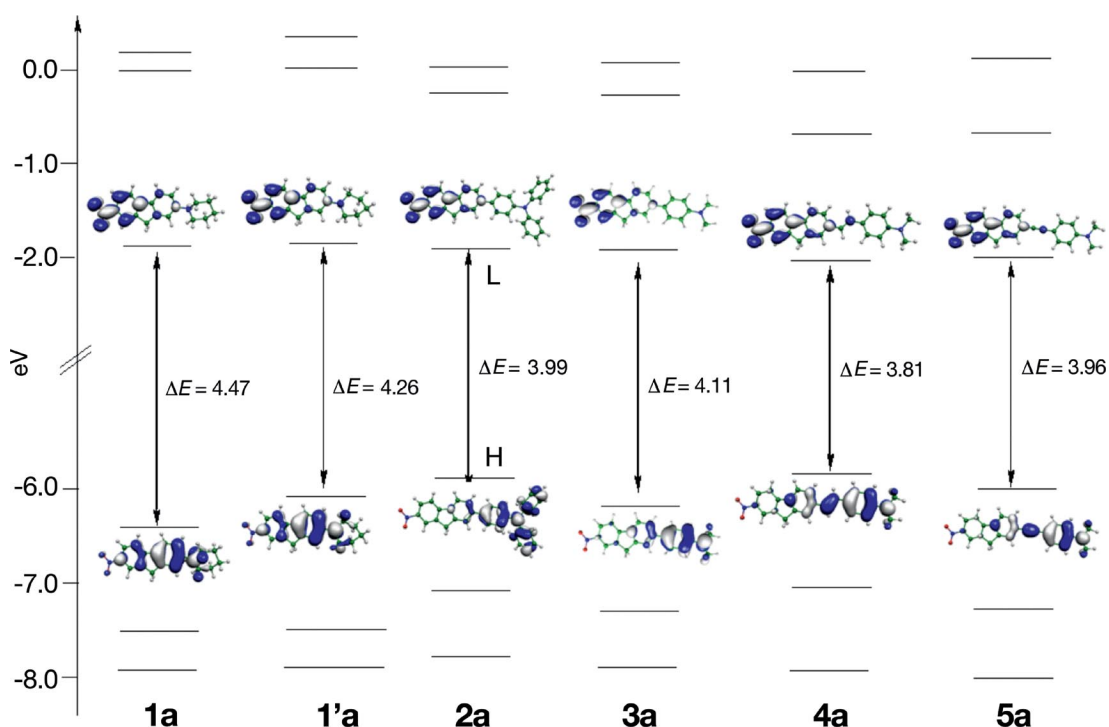 0.0
-1.0
-2.0
eV
-6.0
-7.0
-8.0
L
H
ΔE = 4.47
ΔE = 4.26
ΔE = 3.99
ΔE = 4.11
ΔE = 3.81
ΔE = 3.96
1a 1'a 2a 3a 4a 5a